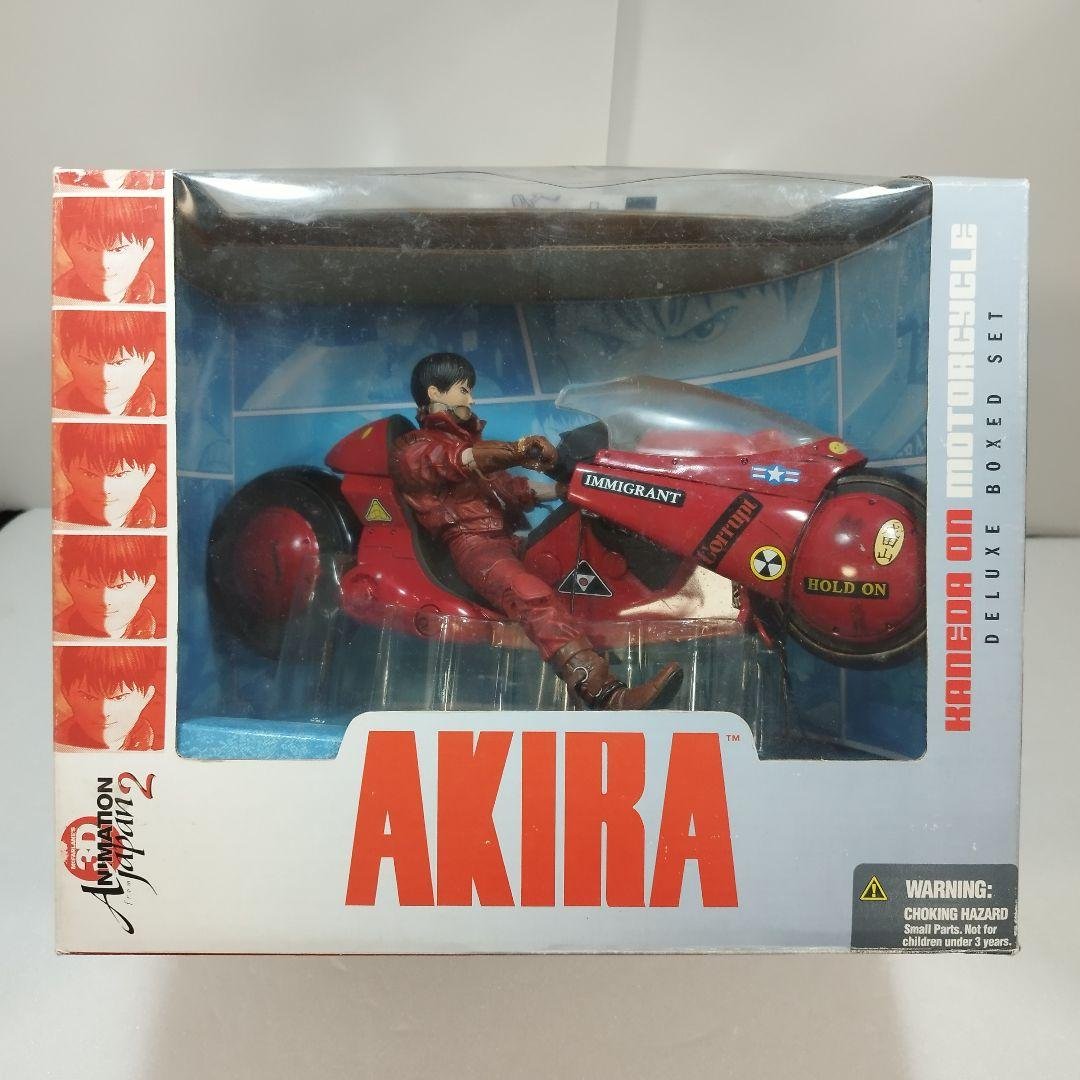 IMMIGRANT
Corrupt
HOLD ON
AKIRA™
KANEDA ON MOTORCYCLE
DELUXE BOXED SET
McFARLANE'S
3D
ANIMATION
from Japan 2
WARNING:
CHOKING HAZARD
Small Parts. Not for
children under 3 years.